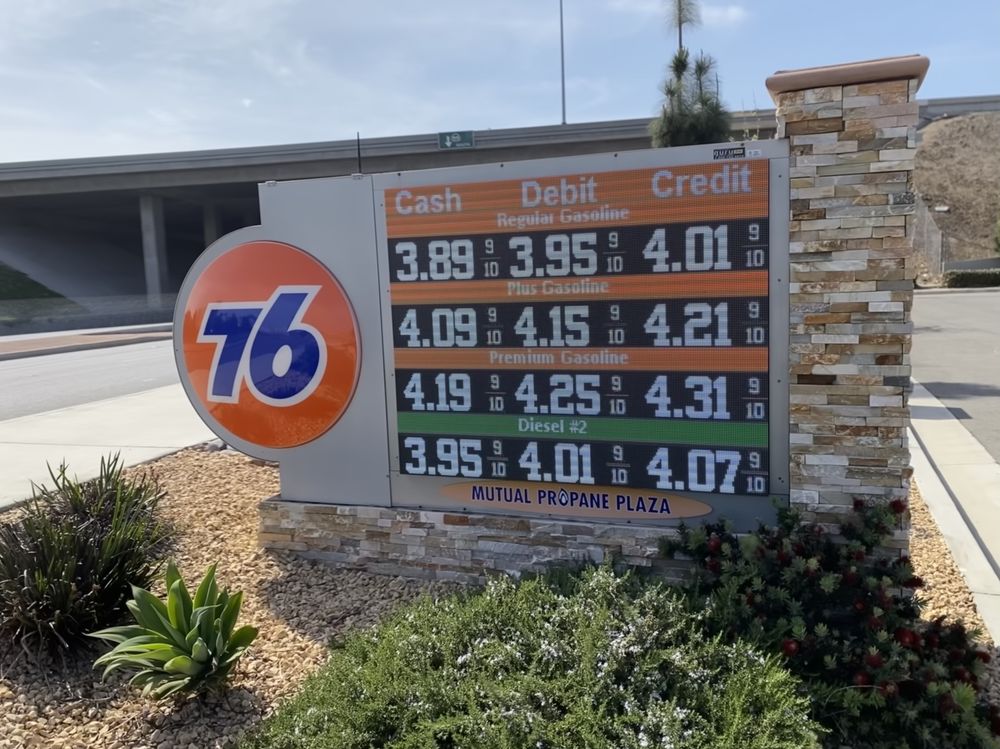 Cash Debit Credit
Regular Gasoline
3.89 9/10 3.95 9/10 4.01 9/10
Plus Gasoline
4.09 9/10 4.15 9/10 4.21 9/10
Premium Gasoline
4.19 9/10 4.25 9/10 4.31 9/10
Diesel #2
3.95 9/10 4.01 9/10 4.07 9/10
76
MUTUAL PROPANE PLAZA